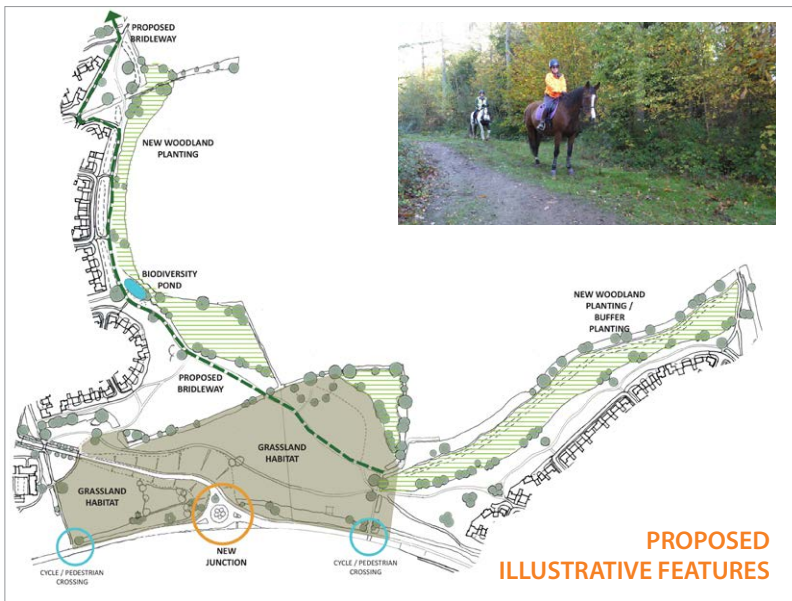 PROPOSED
BRIDLEWAY
NEW WOODLAND
PLANTING
BIODIVERSITY
POND
NEW WOODLAND
PLANTING /
BUFFER
PLANTING
PROPOSED
BRIDLEWAY
GRASSLAND
HABITAT
GRASSLAND
HABITAT
NEW
JUNCTION
CYCLE / PEDESTRIAN
CROSSING
CYCLE / PEDESTRIAN
CROSSING
PROPOSED
ILLUSTRATIVE FEATURES